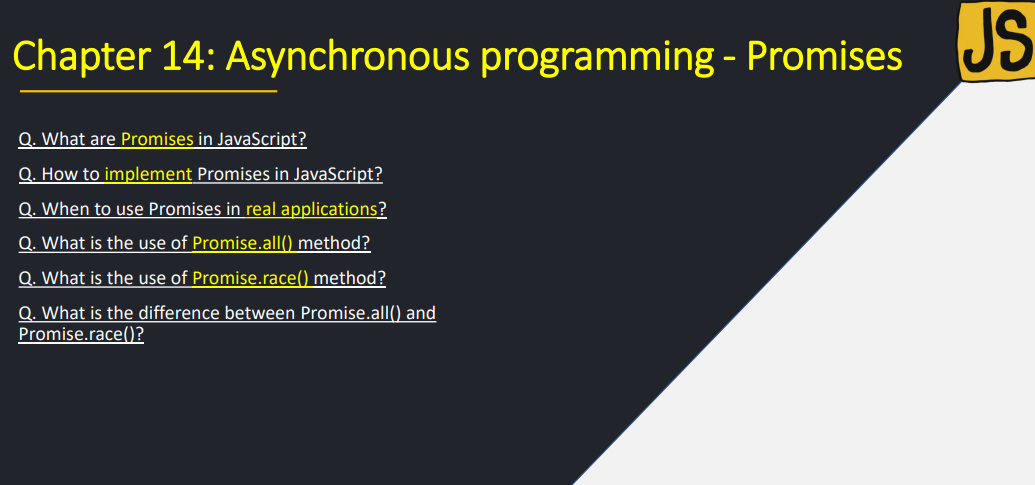 Chapter 14: Asynchronous programming - Promises
JS
Q. What are Promises in JavaScript?
Q. How to implement Promises in JavaScript?
Q. When to use Promises in real applications?
Q. What is the use of Promise.all() method?
Q. What is the use of Promise.race() method?
Q. What is the difference between Promise.all() and
Promise.race()?